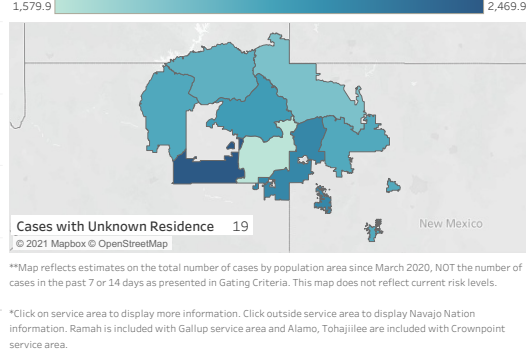 1,579.9 2,469.9
Cases with Unknown Residence 19
New Mexico
© 2021 Mapbox © OpenStreetMap
**Map reflects estimates on the total number of cases by population area since March 2020, NOT the number of
cases in the past 7 or 14 days as presented in Gating Criteria. This map does not reflect current risk levels.
*Click on service area to display more information. Click outside service area to display Navajo Nation
information. Ramah is included with Gallup service area and Alamo, Tohajiilee are included with Crownpoint
service area.